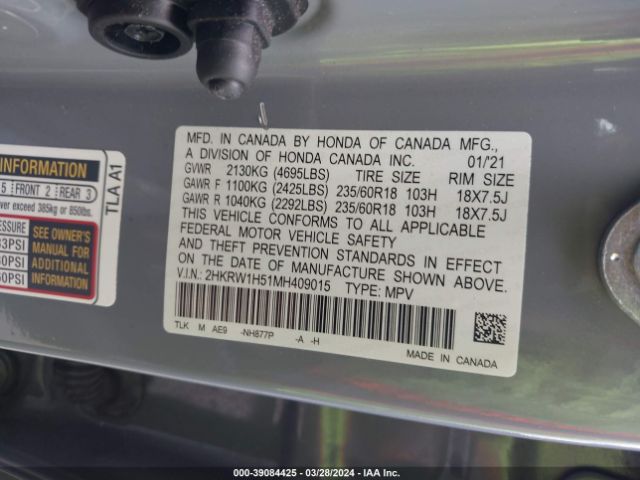 INFORMATION
5 FRONT 2 REAR 3
ver exceed 385kg or 850lbs.
SEE OWNER'S
MANUAL FOR
ADDITIONAL
INFORMATION
TLA A1
MFD. IN CANADA BY HONDA OF CANADA MFG.,
A DIVISION OF HONDA CANADA INC. 01/'21
GVWR 2130KG (4695LBS) TIRE SIZE RIM SIZE
GAWR F 1100KG (2425LBS) 235/60R18 103H 18X7.5J
GAWR R 1040KG (2292LBS) 235/60R18 103H 18X7.5J
THIS VEHICLE CONFORMS TO ALL APPLICABLE
FEDERAL MOTOR VEHICLE SAFETY
AND THEFT PREVENTION STANDARDS IN EFFECT
ON THE DATE OF MANUFACTURE SHOWN ABOVE.
V.I.N.: 2HKRW1H51MH409015 TYPE: MPV
TLK M AE9 -NH877P -A -H
MADE IN CANADA
000-39084425 | 03/28/2024 | IAA Inc.